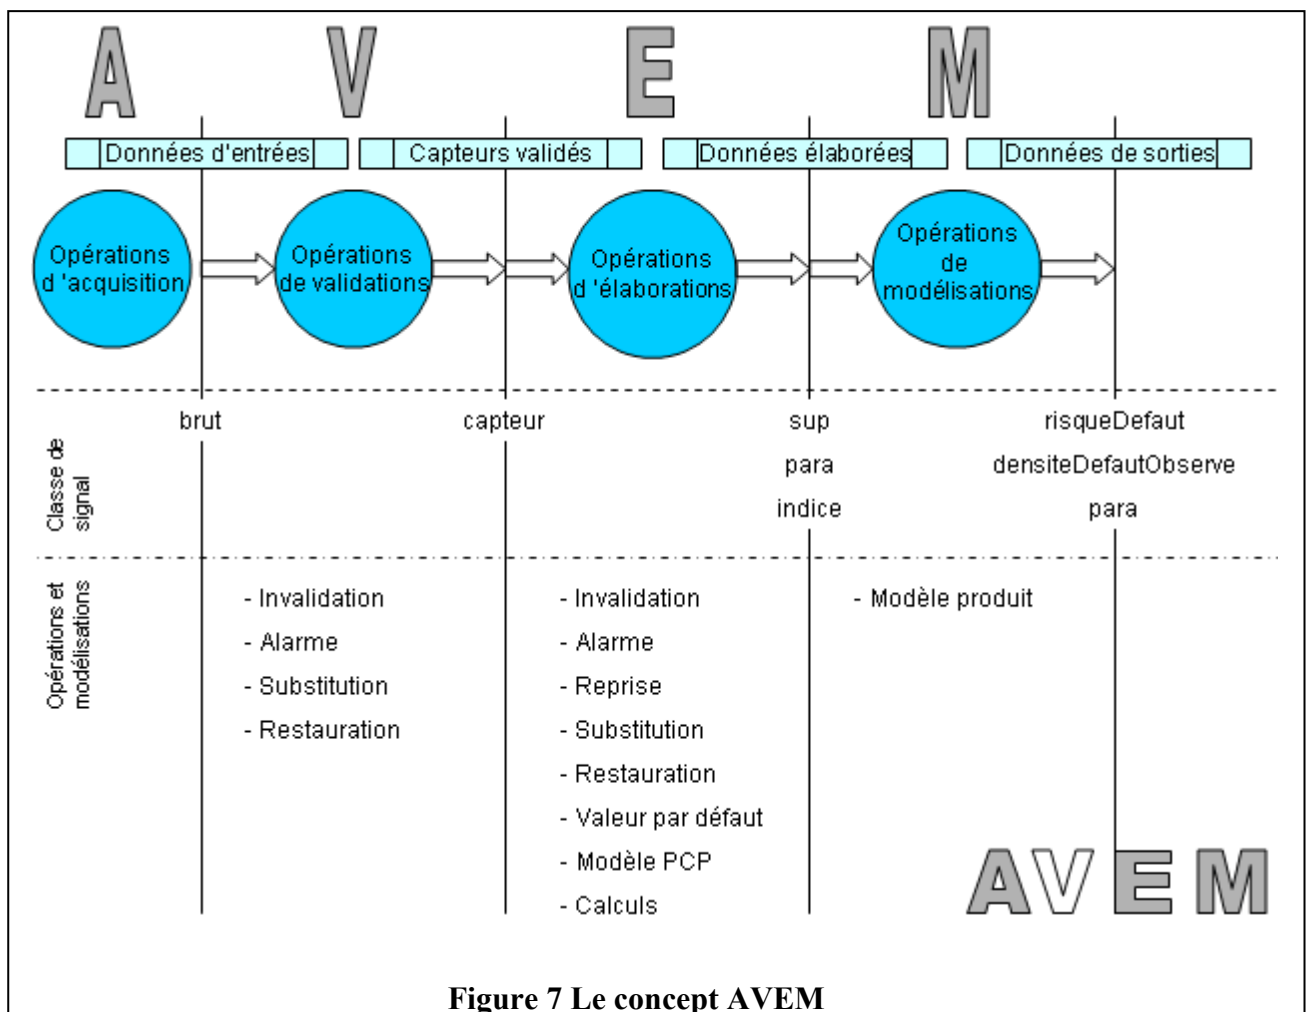 A V E M
Données d'entrées Capteurs validés Données élaborées Données de sorties
Opérations
d 'acquisition
Opérations
de validations
Opérations
d 'élaborations
Opérations
de
modélisations
Classe de
signal
brut capteur sup risqueDefaut
para densiteDefautObserve
indice para
Opérations et
modélisations
- Invalidation
- Alarme
- Substitution
- Restauration
- Invalidation
- Alarme
- Reprise
- Substitution
- Restauration
- Valeur par défaut
- Modèle PCP
- Calculs
- Modèle produit
AVEM
Figure 7 Le concept AVEM